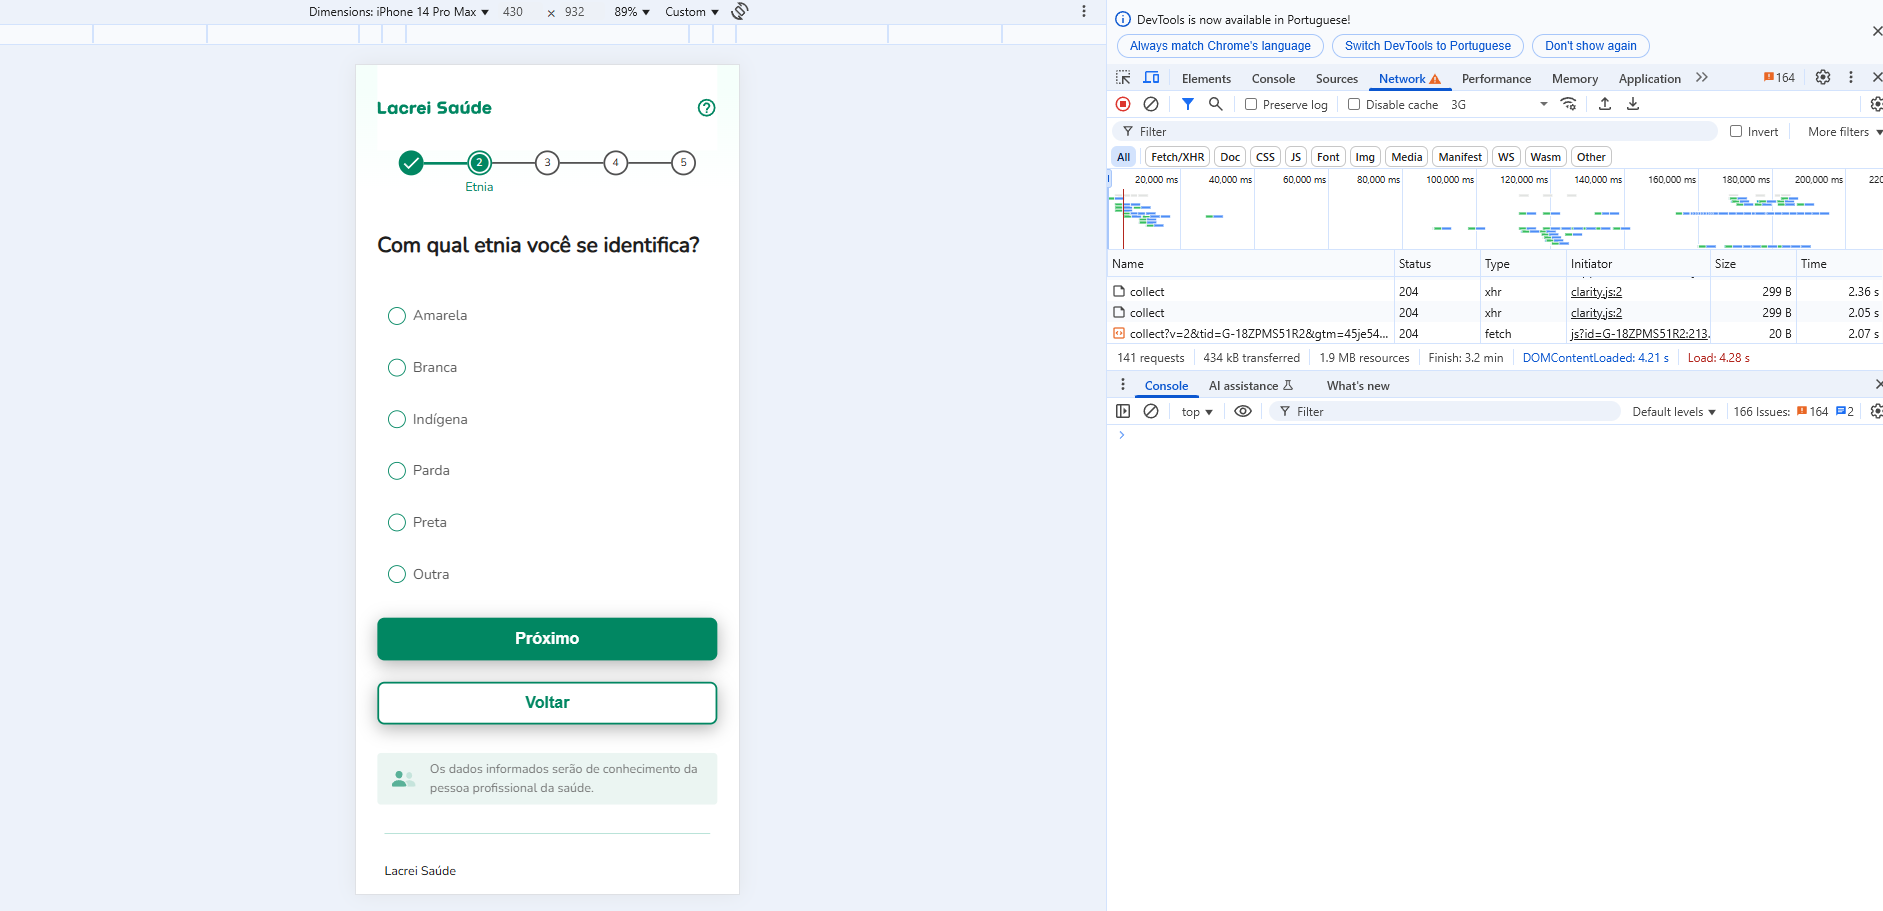 Dimensions: iPhone 14 Pro Max ▼ 430 × 932 89% ▼ Custom ▼
Lacrei Saúde
2 3 4 5
Etnia
Com qual etnia você se identifica?
Amarela
Branca
Indígena
Parda
Preta
Outra
Próximo
Voltar
Os dados informados serão de conhecimento da
pessoa profissional da saúde.
Lacrei Saúde
DevTools is now available in Portuguese!
Always match Chrome's language Switch DevTools to Portuguese Don't show again
Elements Console Sources Network Performance Memory Application 164
Preserve log Disable cache 3G
Filter Invert More filters ▼
All Fetch/XHR Doc CSS JS Font Img Media Manifest WS Wasm Other
20,000 ms 40,000 ms 60,000 ms 80,000 ms 100,000 ms 120,000 ms 140,000 ms 160,000 ms 180,000 ms 200,000 ms 220
Name Status Type Initiator Size Time
collect 204 xhr clarity.js:2 299 B 2.36 s
collect 204 xhr clarity.js:2 299 B 2.05 s
collect?v=2&tid=G-18ZPMS51R2&gtm=45je54... 204 fetch js?id=G-18ZPMS51R2:213. 20 B 2.07 s
141 requests 434 kB transferred 1.9 MB resources Finish: 3.2 min DOMContentLoaded: 4.21 s Load: 4.28 s
Console AI assistance What's new
top ▼ Filter Default levels ▼ 166 Issues: 164 2